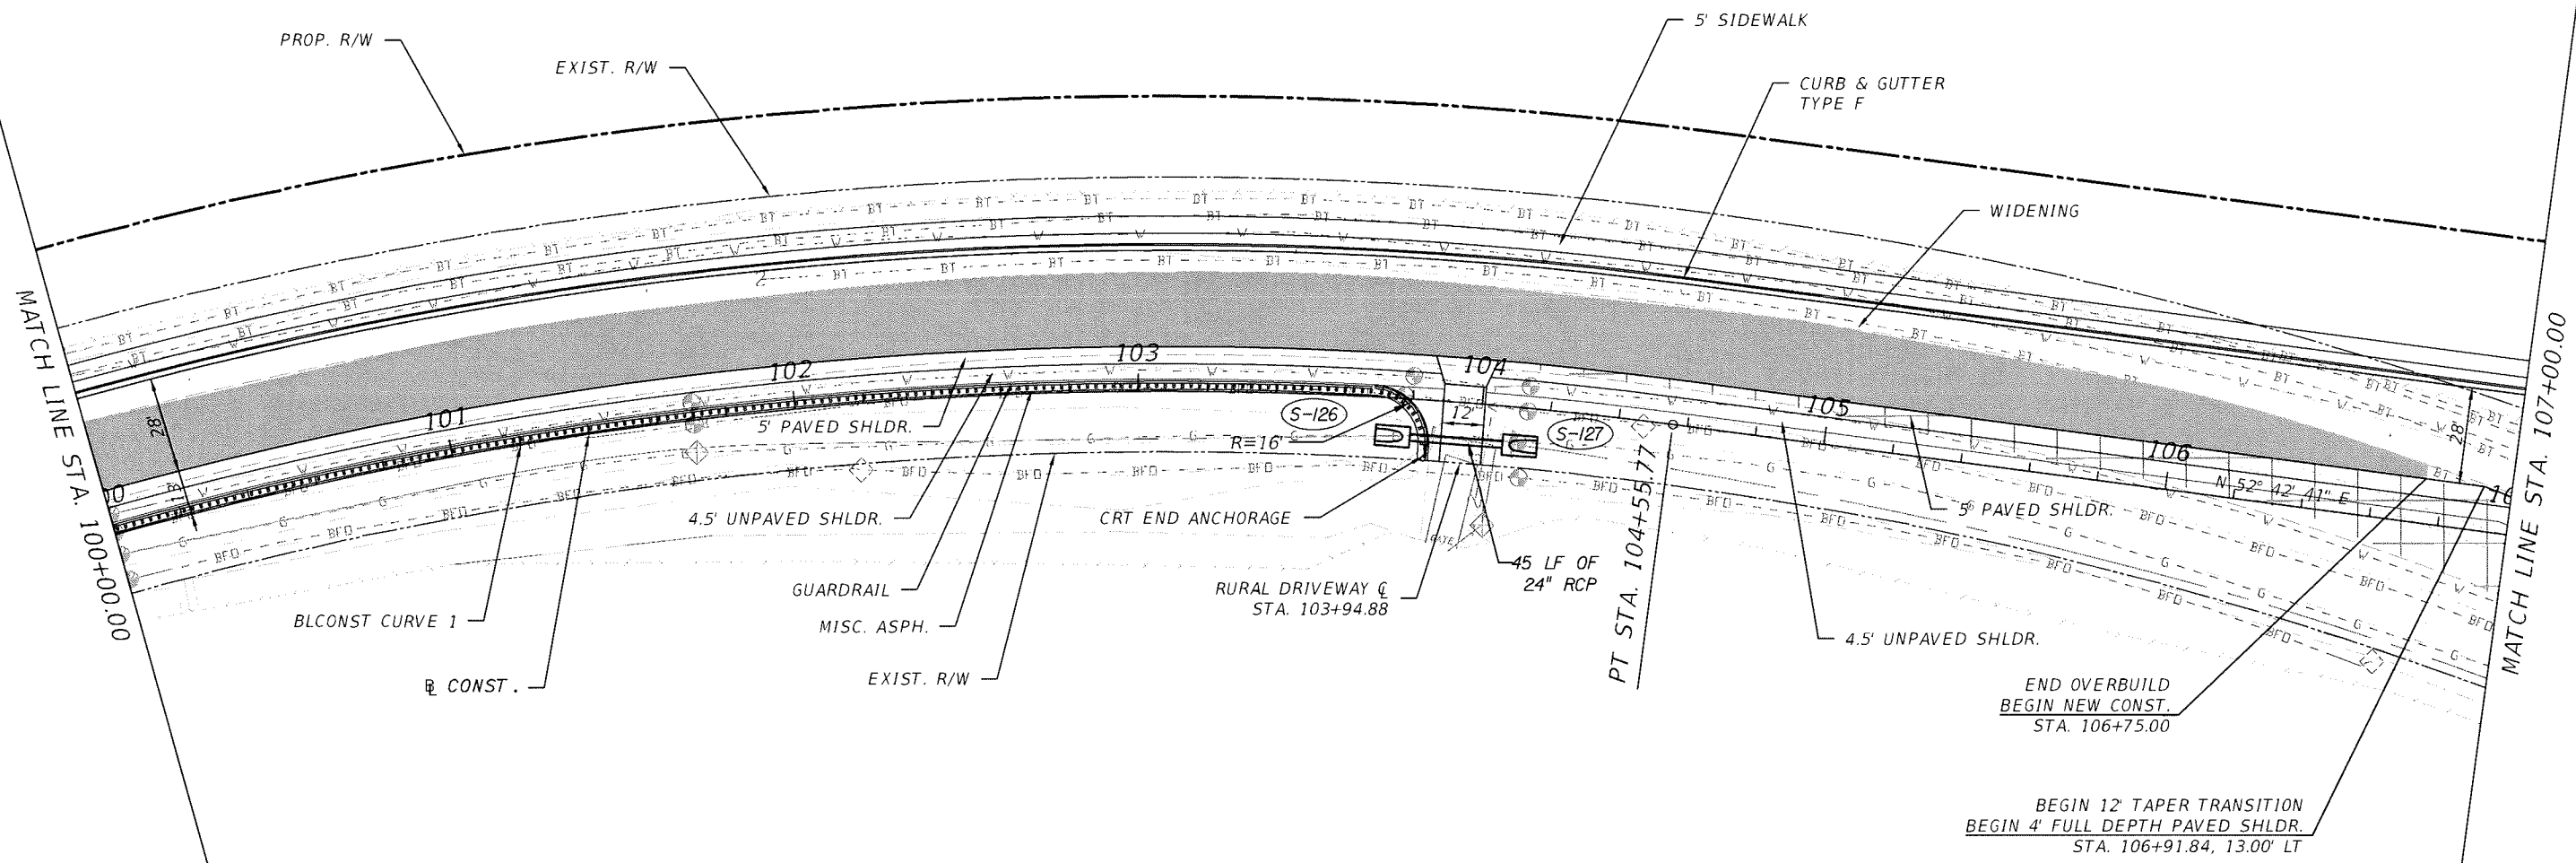 5' SIDEWALK
PROP. R/W
EXIST. R/W
CURB & GUTTER
TYPE F
WIDENING
MATCH LINE STA. 100+00.00
MATCH LINE STA. 107+00.00
28'
13'
101
102
103
104
105
106
2
5' PAVED SHLDR.
S-126
R=16'
12'
S-127
28'
N 52° 42' 41" E
5' PAVED SHLDR.
4.5' UNPAVED SHLDR.
CRT END ANCHORAGE
GATE
45 LF OF
24" RCP
GUARDRAIL
RURAL DRIVEWAY ℄
STA. 103+94.88
PT STA. 104+55.77
BLCONST CURVE 1
MISC. ASPH.
4.5' UNPAVED SHLDR.
EXIST. R/W
BL CONST.
END OVERBUILD
BEGIN NEW CONST.
STA. 106+75.00
BEGIN 12' TAPER TRANSITION
BEGIN 4' FULL DEPTH PAVED SHLDR.
STA. 106+91.84, 13.00' LT